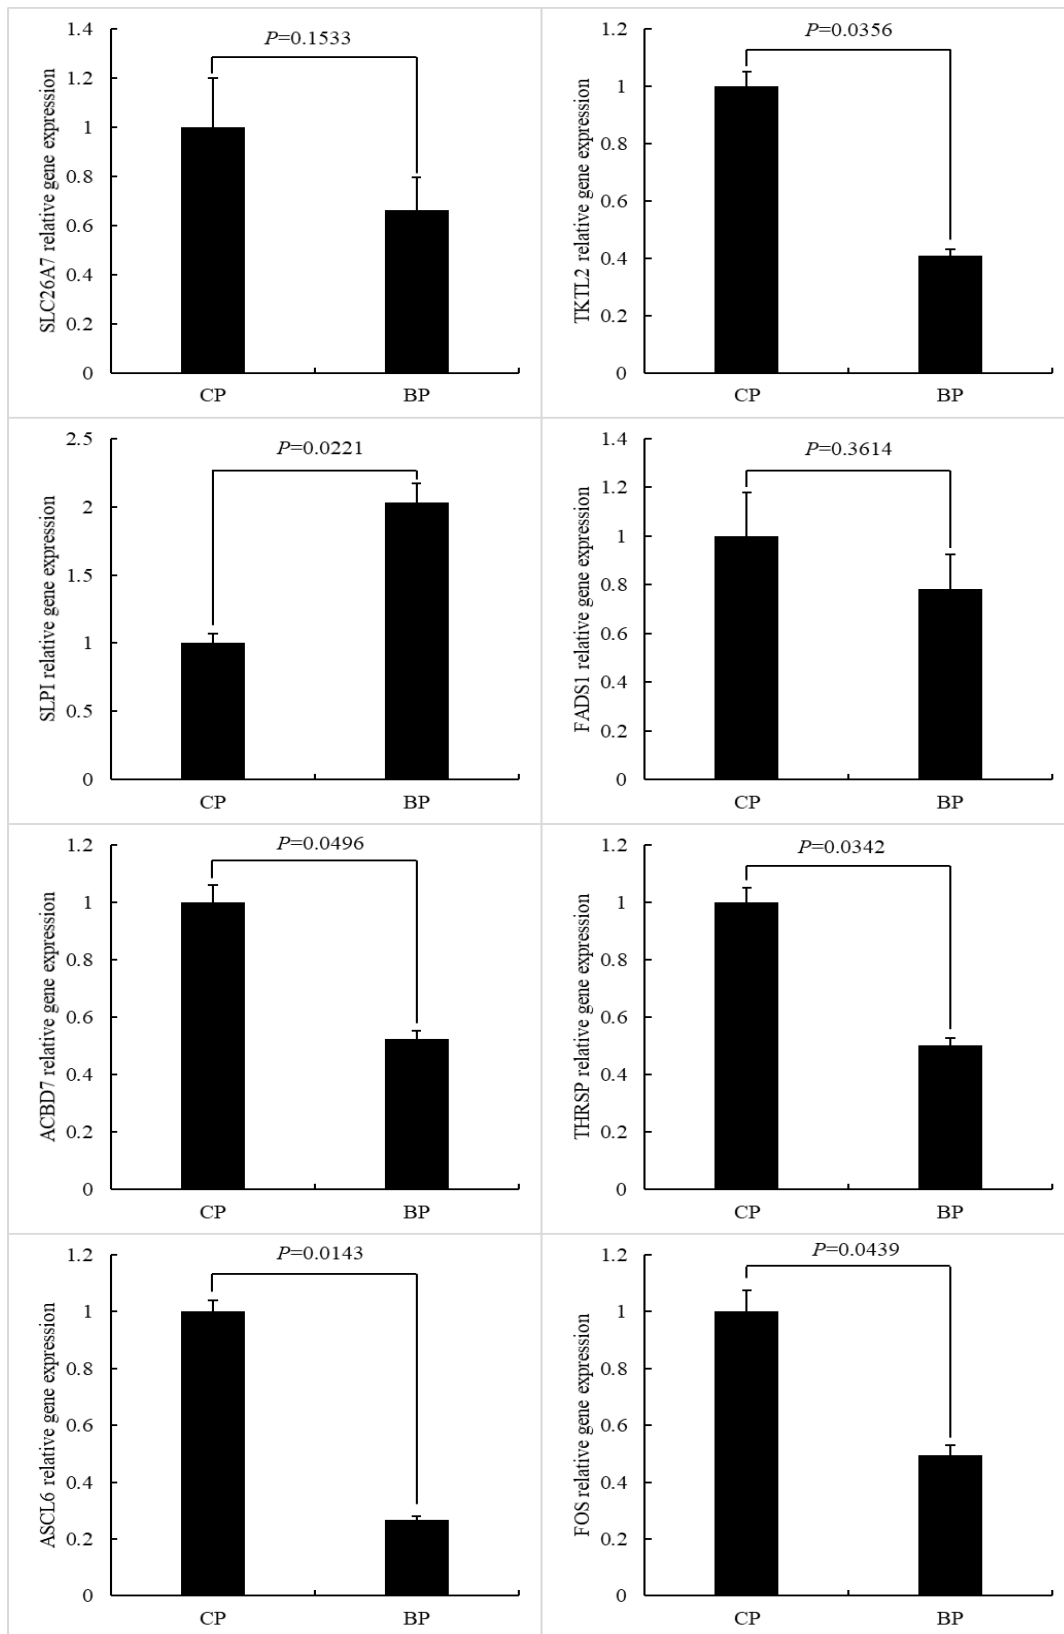 P=0.1533
SLC26A7 relative gene expression
1.4
1.2
1
0.8
0.6
0.4
0.2
0
CP BP
P=0.0356
TKTL2 relative gene expression
1.2
1
0.8
0.6
0.4
0.2
0
CP BP
P=0.0221
SLPI relative gene expression
2.5
2
1.5
1
0.5
0
CP BP
P=0.3614
FADS1 relative gene expression
1.4
1.2
1
0.8
0.6
0.4
0.2
0
CP BP
P=0.0496
ACBD7 relative gene expression
1.2
1
0.8
0.6
0.4
0.2
0
CP BP
P=0.0342
THRSP relative gene expression
1.2
1
0.8
0.6
0.4
0.2
0
CP BP
P=0.0143
ASCL6 relative gene expression
1.2
1
0.8
0.6
0.4
0.2
0
CP BP
P=0.0439
FOS relative gene expression
1.2
1
0.8
0.6
0.4
0.2
0
CP BP